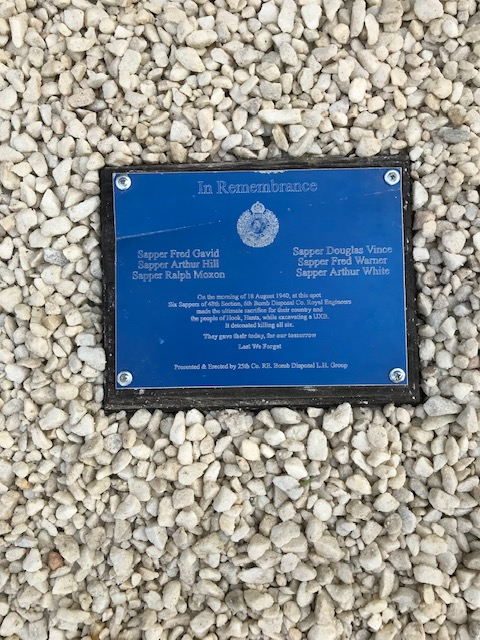 In Remembrance
Sapper Fred Gavid
Sapper Arthur Hill
Sapper Ralph Moxon
Sapper Douglas Vince
Sapper Fred Warner
Sapper Arthur White
On the morning of 18 August 1940, at this spot
Six Sappers of 48th Section, 6th Bomb Disposal Co. Royal Engineers
made the ultimate sacrifice for their country and
the people of Hook, Hants, while excavating a UXB.
It detonated killing all six.
They gave their today, for our tomorrow
Lest We Forget
Presented & Erected by 25th Co. RE. Bomb Disposal L.H. Group